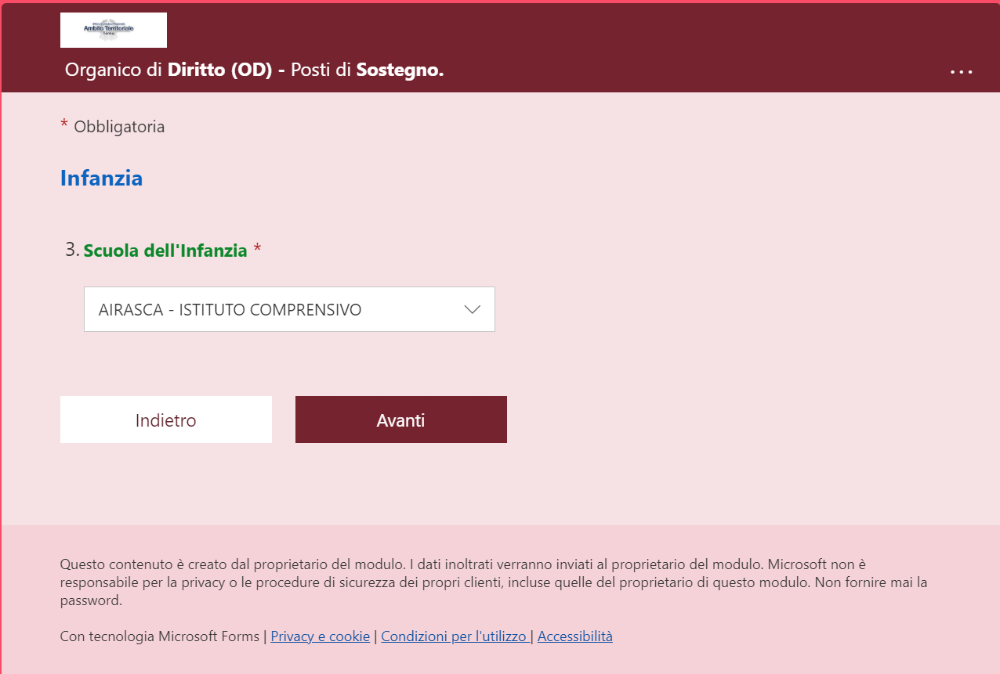 Ambito Territoriale
Torino
Organico di Diritto (OD) - Posti di Sostegno.
...
* Obbligatoria
Infanzia
3. Scuola dell'Infanzia *
AIRASCA - ISTITUTO COMPRENSIVO
Indietro
Avanti
Questo contenuto è creato dal proprietario del modulo. I dati inoltrati verranno inviati al proprietario del modulo. Microsoft non è
responsabile per la privacy o le procedure di sicurezza dei propri clienti, incluse quelle del proprietario di questo modulo. Non fornire mai la
password.
Con tecnologia Microsoft Forms | Privacy e cookie | Condizioni per l'utilizzo | Accessibilità